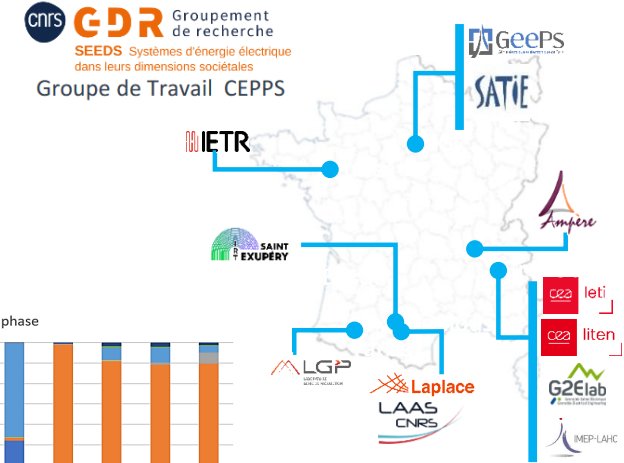 cnrs
GDR
Groupement
de recherche
SEEDS Systèmes d'énergie électrique
dans leurs dimensions sociétales
Groupe de Travail CEPPS
GeePs
SATIE
IETR
Ampère
IRT SAINT
EXUPÉRY
cea leti
phase
cea liten
LGP
Laplace
G2Elab
LAAS
CNRS
IMEP-LAHC